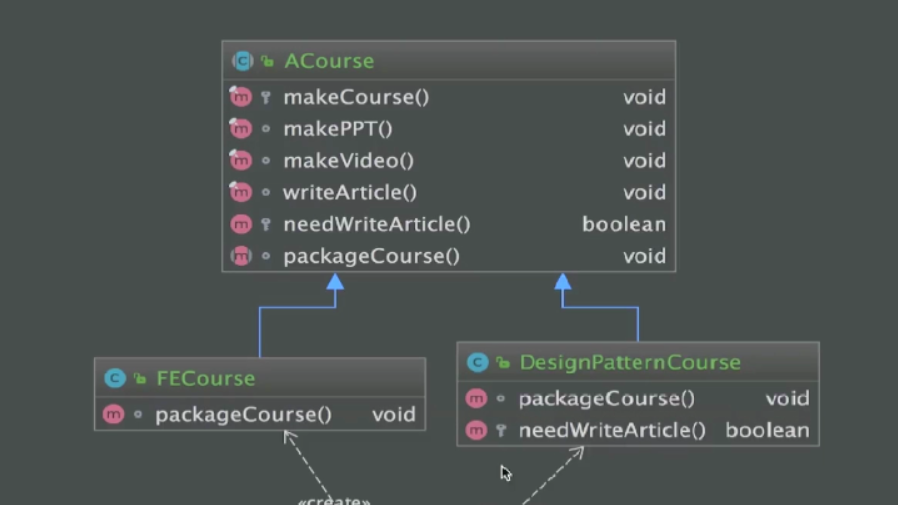 ACourse
makeCourse() void
makePPT() void
makeVideo() void
writeArticle() void
needWriteArticle() boolean
packageCourse() void
FECourse
packageCourse() void
DesignPatternCourse
packageCourse() void
needWriteArticle() boolean
«create»